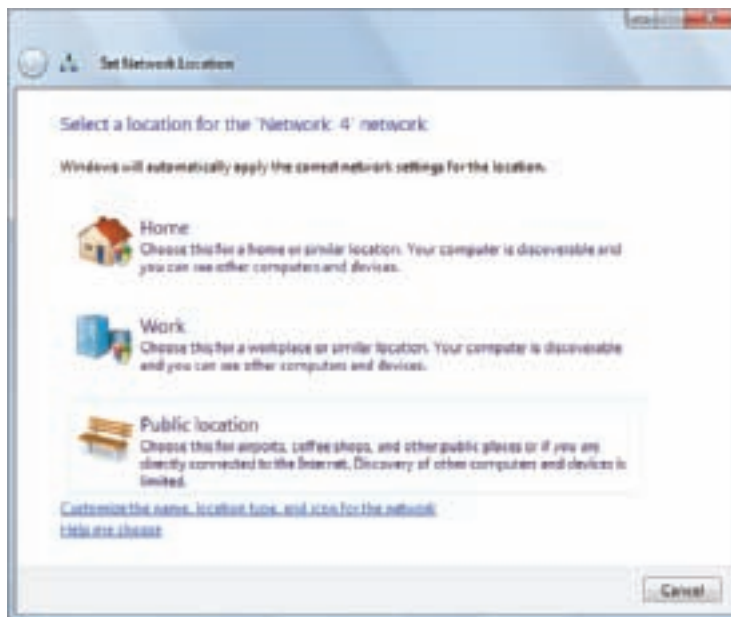 Set Network Location
Select a location for the 'Network 4' network
Windows will automatically apply the correct network settings for the location.
Home
Choose this for a home or similar location. Your computer is discoverable and
you can see other computers and devices.
Work
Choose this for a workplace or similar location. Your computer is discoverable
and you can see other computers and devices.
Public location
Choose this for airports, coffee shops, and other public places or if you are
directly connected to the Internet. Discovery of other computers and devices is
limited.
Customize the name, location type, and icon for the network
Help me choose
Cancel